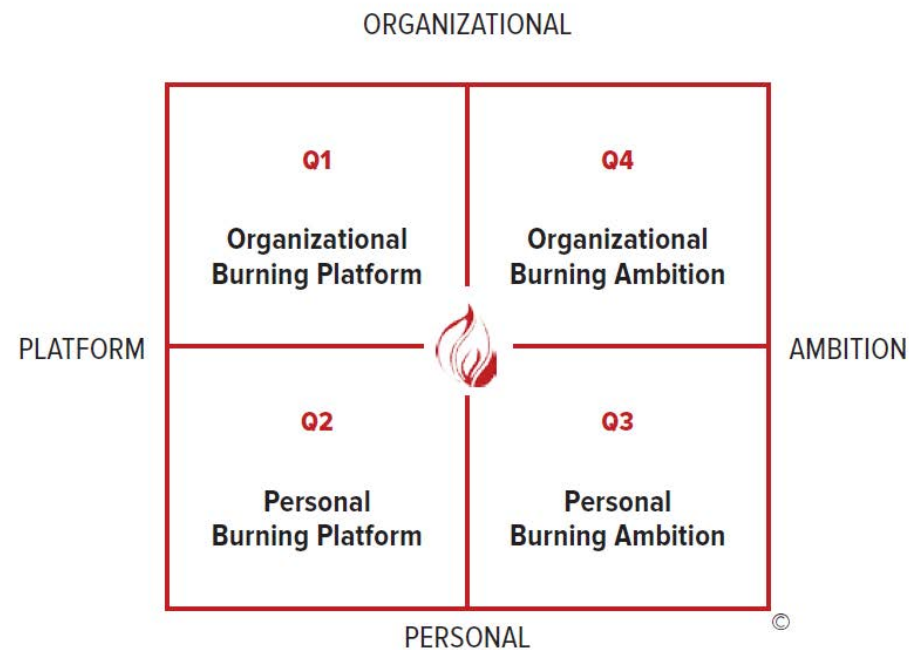 ORGANIZATIONAL
Q1
Organizational
Burning Platform
Q4
Organizational
Burning Ambition
PLATFORM
AMBITION
Q2
Personal
Burning Platform
Q3
Personal
Burning Ambition
©
PERSONAL